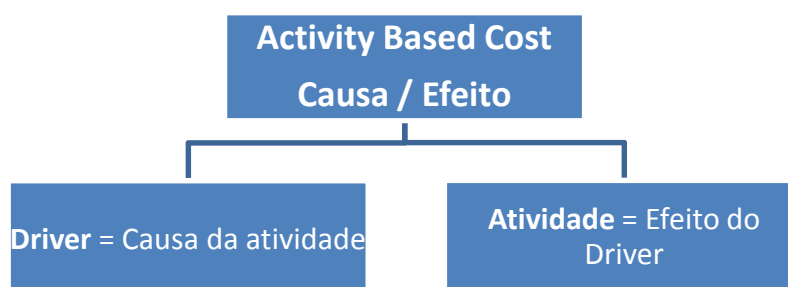 Activity Based Cost
Causa / Efeito
Driver = Causa da atividade
Atividade = Efeito do
Driver